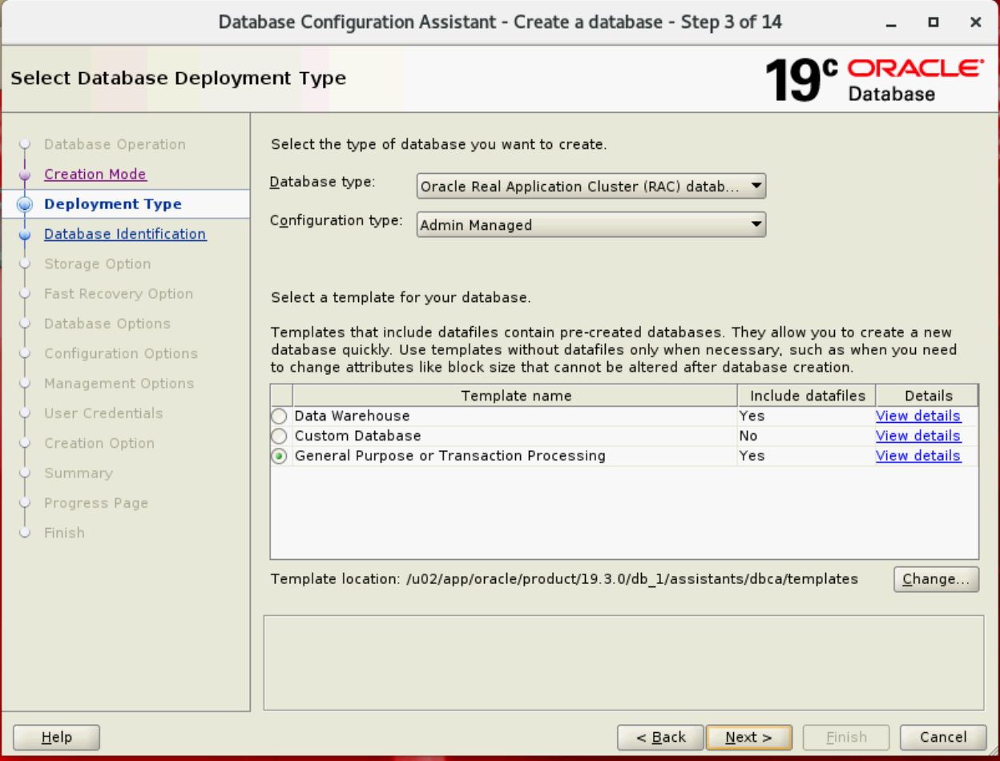 Database Configuration Assistant - Create a database - Step 3 of 14
Select Database Deployment Type
19c ORACLE
Database
Database Operation
Creation Mode
Deployment Type
Database Identification
Storage Option
Fast Recovery Option
Database Options
Configuration Options
Management Options
User Credentials
Creation Option
Summary
Progress Page
Finish
Select the type of database you want to create.
Database type: Oracle Real Application Cluster (RAC) datab...
Configuration type: Admin Managed
Select a template for your database.
Templates that include datafiles contain pre-created databases. They allow you to create a new
database quickly. Use templates without datafiles only when necessary, such as when you need
to change attributes like block size that cannot be altered after database creation.
Template name Include datafiles Details
Data Warehouse Yes View details
Custom Database No View details
General Purpose or Transaction Processing Yes View details
Template location: /u02/app/oracle/product/19.3.0/db_1/assistants/dbca/templates Change...
Help < Back Next > Finish Cancel